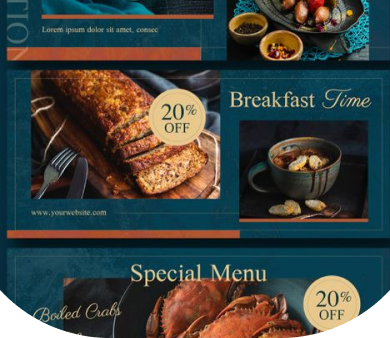 TION
Lorem ipsum dolor sit amet, consec
Breakfast Time
20%
OFF
www.yourwebsite.com
Special Menu
Boiled Crabs
20%
OFF